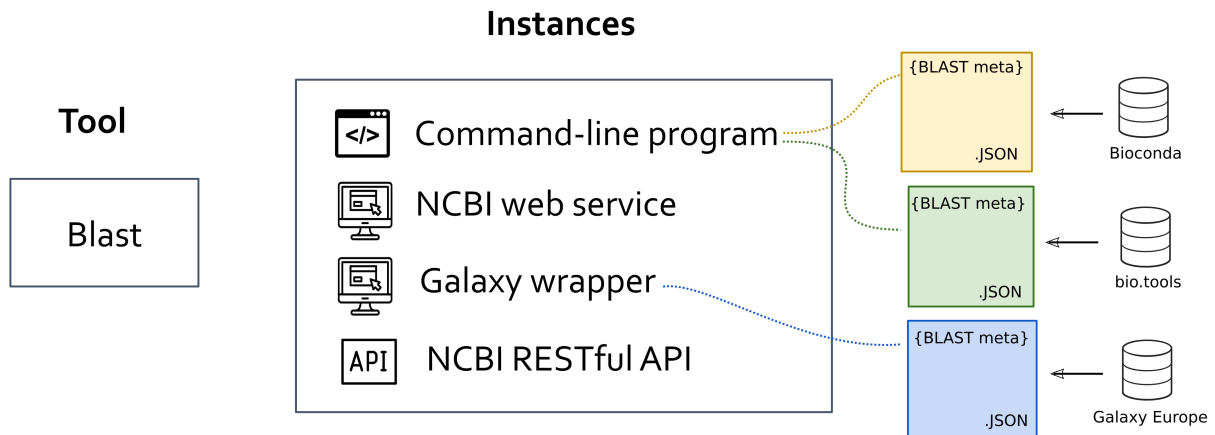 Instances
Tool
Blast
</>
Command-line program
NCBI web service
Galaxy wrapper
API
NCBI RESTful API
{BLAST meta}
.JSON
Bioconda
{BLAST meta}
.JSON
bio.tools
{BLAST meta}
.JSON
Galaxy Europe